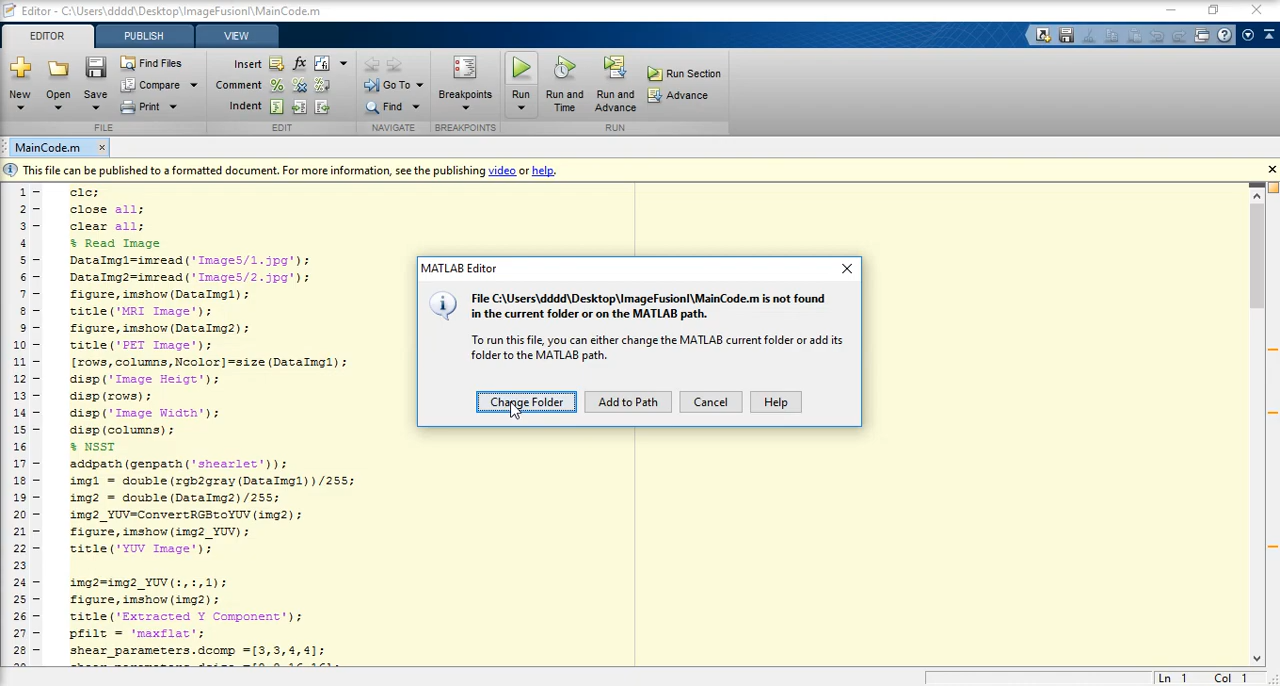 Editor - C:\Users\dddd\Desktop\ImageFusionI\MainCode.m
EDITOR PUBLISH VIEW
New Open Save Find Files Compare Print
Insert fx Comment % Indent
Go To Find
Breakpoints
Run Run and Time Run and Advance Run Section Advance
FILE EDIT NAVIGATE BREAKPOINTS RUN
MainCode.m ×
This file can be published to a formatted document. For more information, see the publishing video or help.
1 – clc;
2 – close all;
3 – clear all;
4 % Read Image
5 – DataImg1=imread('Image5/1.jpg');
6 – DataImg2=imread('Image5/2.jpg');
7 – figure,imshow(DataImg1);
8 – title('MRI Image');
9 – figure,imshow(DataImg2);
10 – title('PET Image');
11 – [rows,columns,Ncolor]=size(DataImg1);
12 – disp('Image Heigt');
13 – disp(rows);
14 – disp('Image Width');
15 – disp(columns);
16 % NSST
17 – addpath(genpath('shearlet'));
18 – img1 = double(rgb2gray(DataImg1))/255;
19 – img2 = double(DataImg2)/255;
20 – img2_YUV=ConvertRGBtoYUV(img2);
21 – figure,imshow(img2_YUV);
22 – title('YUV Image');
23
24 – img2=img2_YUV(:,:,1);
25 – figure,imshow(img2);
26 – title('Extracted Y Component');
27 – pfilt = 'maxflat';
28 – shear_parameters.dcomp =[3,3,4,4];
MATLAB Editor
File C:\Users\dddd\Desktop\ImageFusionI\MainCode.m is not found
in the current folder or on the MATLAB path.
To run this file, you can either change the MATLAB current folder or add its
folder to the MATLAB path.
Change Folder Add to Path Cancel Help
Ln 1 Col 1